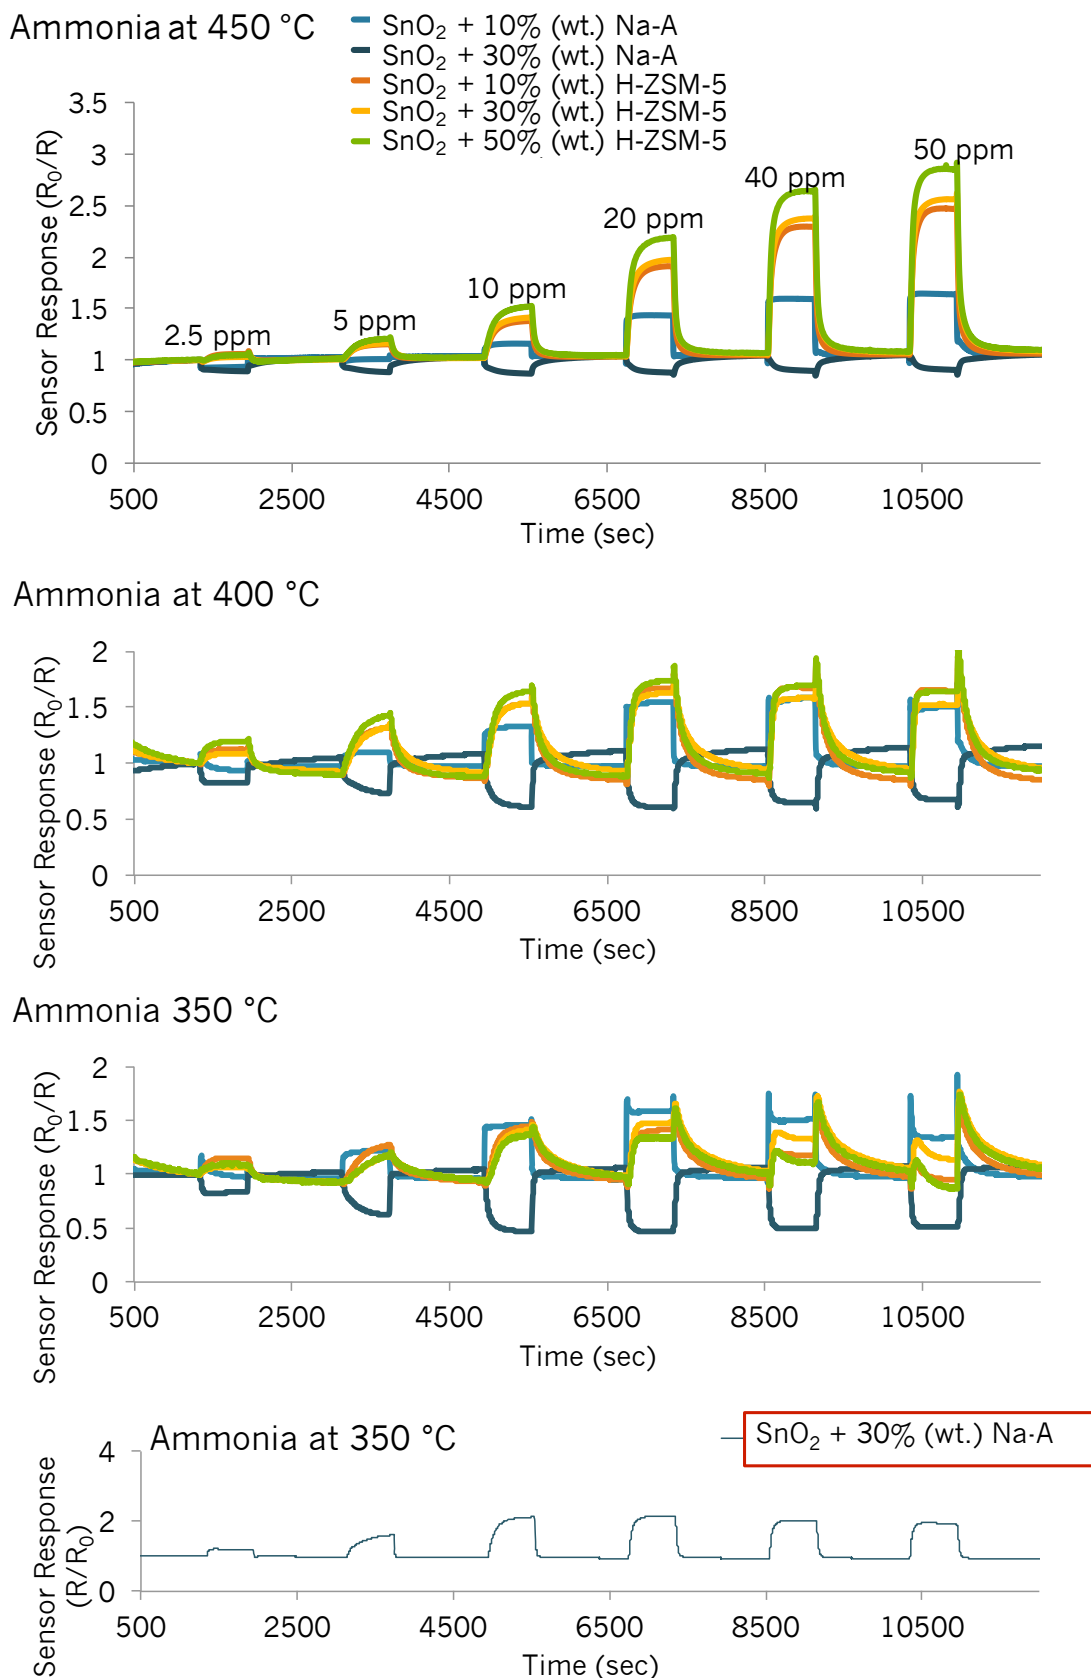 Ammonia at 450 °C
SnO₂ + 10% (wt.) Na-A
SnO₂ + 30% (wt.) Na-A
SnO₂ + 10% (wt.) H-ZSM-5
SnO₂ + 30% (wt.) H-ZSM-5
SnO₂ + 50% (wt.) H-ZSM-5
Sensor Response (R₀/R)
3.5
3
2.5
2
1.5
1
0.5
0
2.5 ppm
5 ppm
10 ppm
20 ppm
40 ppm
50 ppm
500 2500 4500 6500 8500 10500
Time (sec)
Ammonia at 400 °C
Sensor Response (R₀/R)
2
1.5
1
0.5
0
500 2500 4500 6500 8500 10500
Time (sec)
Ammonia 350 °C
Sensor Response (R₀/R)
2
1.5
1
0.5
0
500 2500 4500 6500 8500 10500
Time (sec)
Ammonia at 350 °C
SnO₂ + 30% (wt.) Na-A
Sensor Response
(R/R₀)
4
2
0
500 2500 4500 6500 8500 10500
Time (sec)